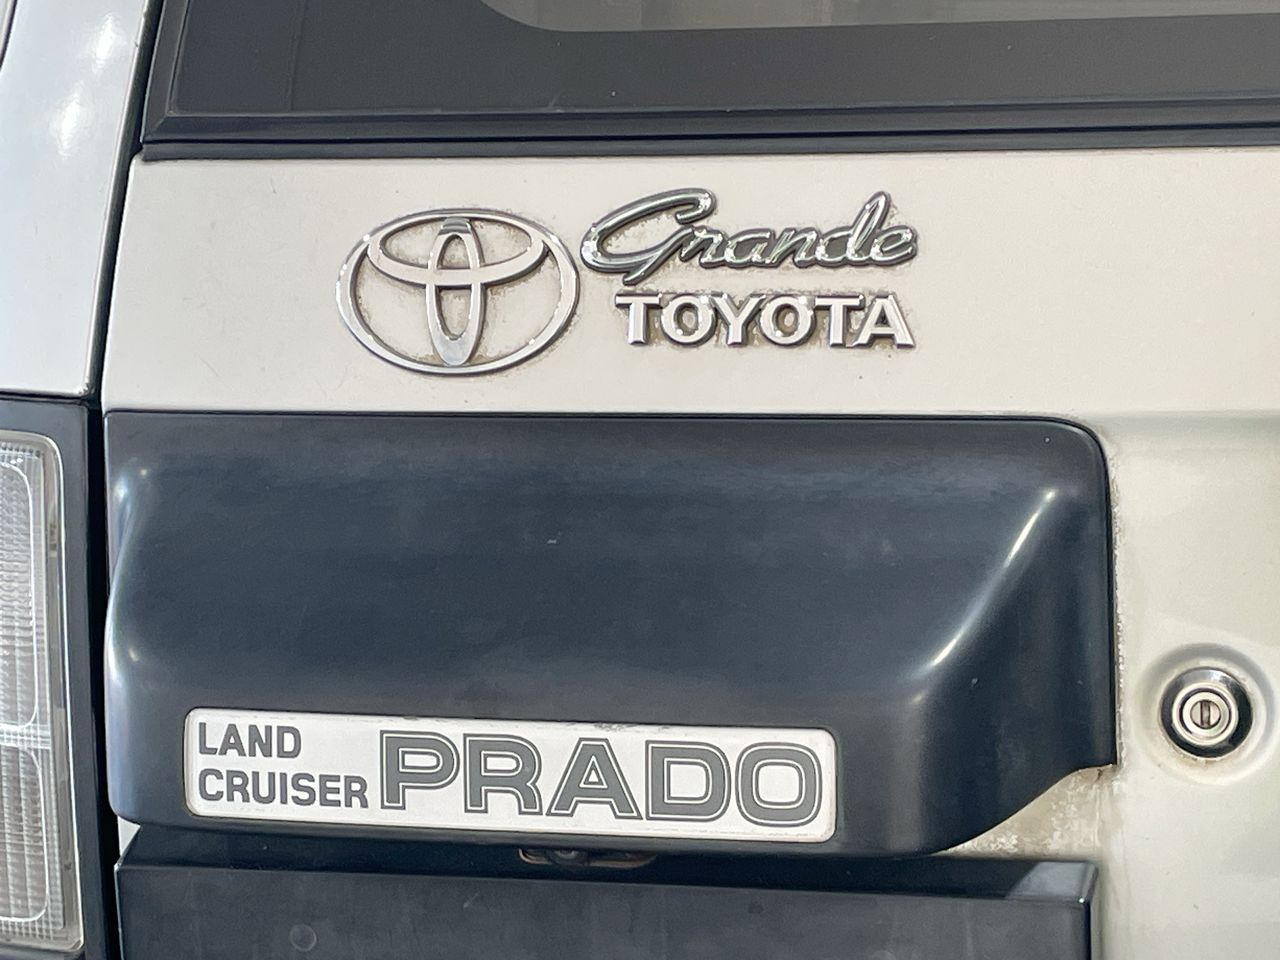 Grande
TOYOTA
LAND
CRUISER PRADO